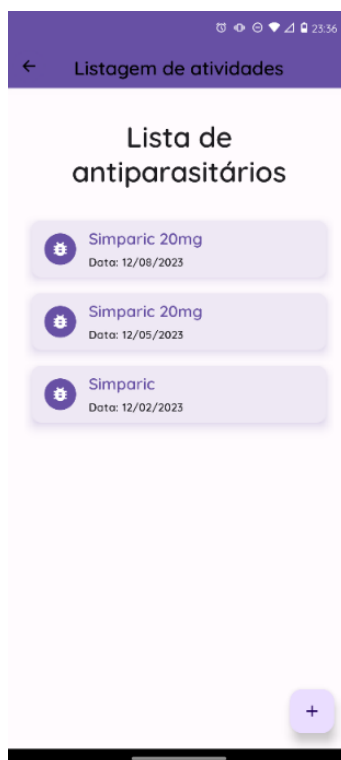 23:36
Listagem de atividades
Lista de
antiparasitários
Simparic 20mg
Data: 12/08/2023
Simparic 20mg
Data: 12/05/2023
Simparic
Data: 12/02/2023
+